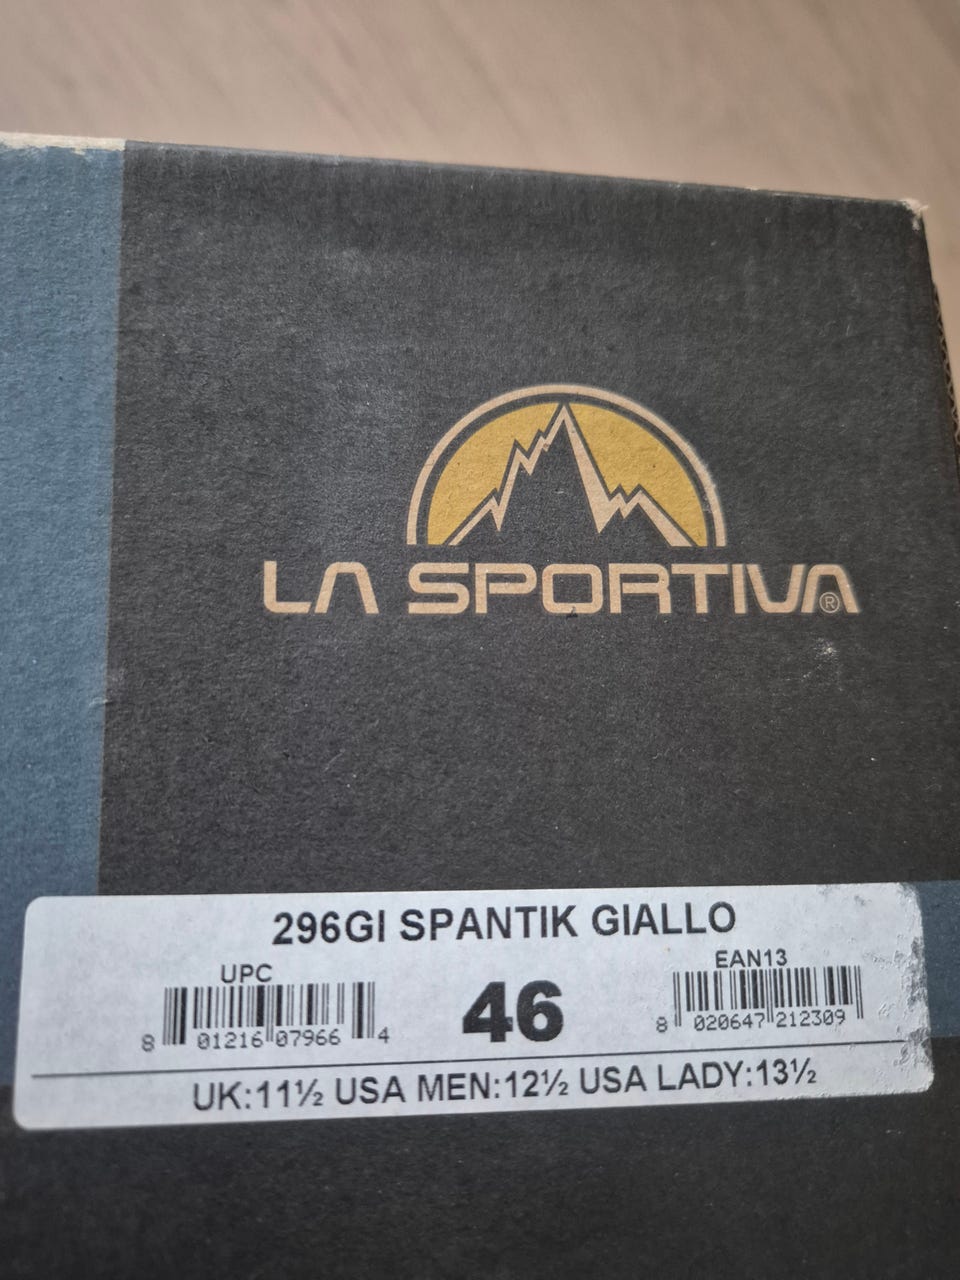 LA SPORTIVA®
296GI SPANTIK GIALLO
UPC
EAN13
8 01216 07966 4
46
8 020647 212309
UK:11½ USA MEN:12½ USA LADY:13½